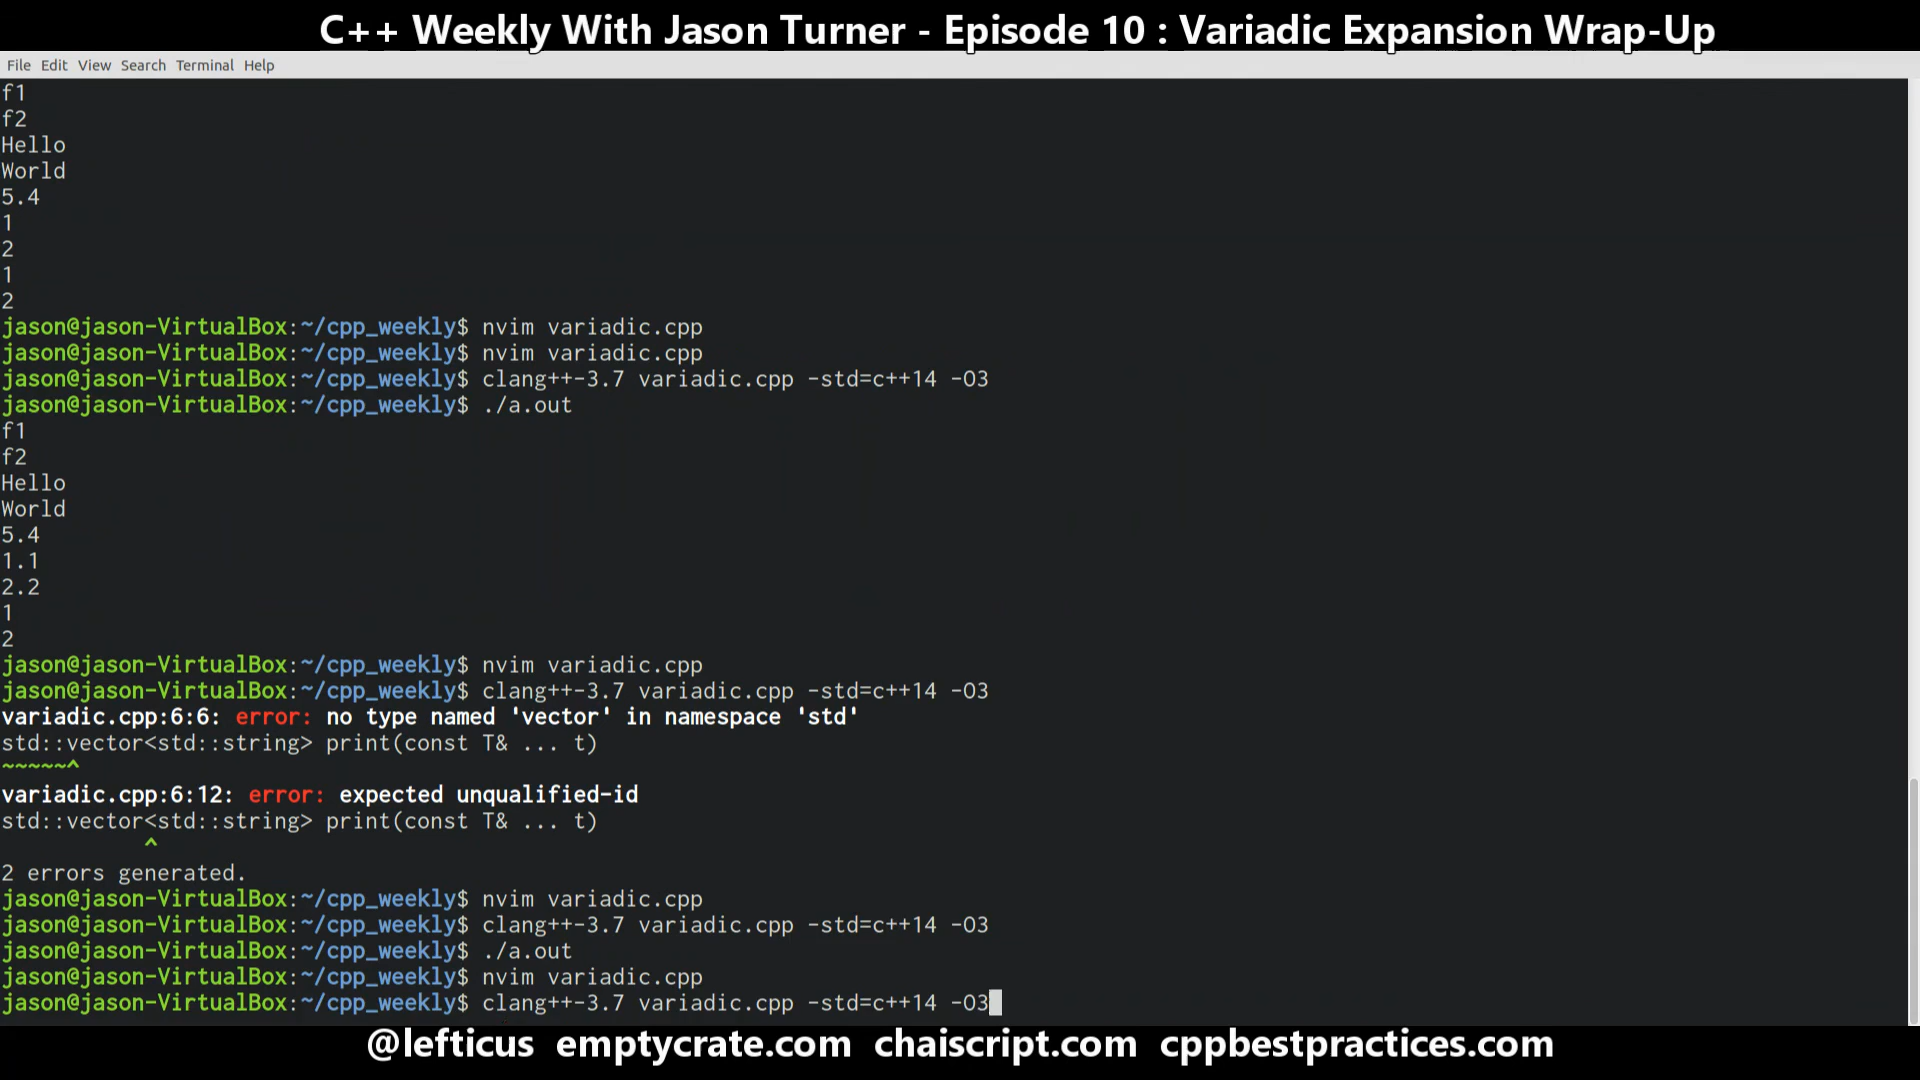 C++ Weekly With Jason Turner - Episode 10 : Variadic Expansion Wrap-Up
File Edit View Search Terminal Help
f1
f2
Hello
World
5.4
1
2
1
2
jason@jason-VirtualBox:~/cpp_weekly$ nvim variadic.cpp
jason@jason-VirtualBox:~/cpp_weekly$ nvim variadic.cpp
jason@jason-VirtualBox:~/cpp_weekly$ clang++-3.7 variadic.cpp -std=c++14 -O3
jason@jason-VirtualBox:~/cpp_weekly$ ./a.out
f1
f2
Hello
World
5.4
1.1
2.2
1
2
jason@jason-VirtualBox:~/cpp_weekly$ nvim variadic.cpp
jason@jason-VirtualBox:~/cpp_weekly$ clang++-3.7 variadic.cpp -std=c++14 -O3
variadic.cpp:6:6: error: no type named 'vector' in namespace 'std'
std::vector<std::string> print(const T& ... t)
~~~~~^
variadic.cpp:6:12: error: expected unqualified-id
std::vector<std::string> print(const T& ... t)
^
2 errors generated.
jason@jason-VirtualBox:~/cpp_weekly$ nvim variadic.cpp
jason@jason-VirtualBox:~/cpp_weekly$ clang++-3.7 variadic.cpp -std=c++14 -O3
jason@jason-VirtualBox:~/cpp_weekly$ ./a.out
jason@jason-VirtualBox:~/cpp_weekly$ nvim variadic.cpp
jason@jason-VirtualBox:~/cpp_weekly$ clang++-3.7 variadic.cpp -std=c++14 -O3
@lefticus emptycrate.com chaiscript.com cppbestpractices.com